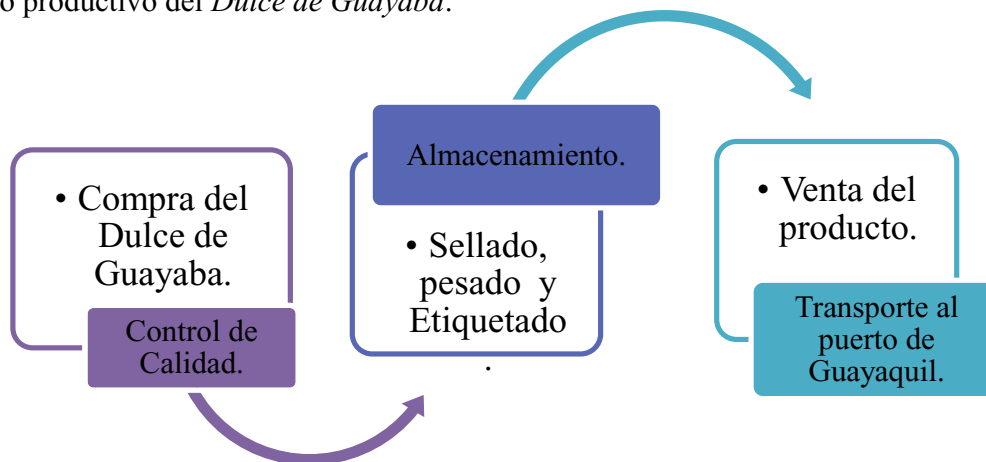 o productivo del Dulce de Guayaba.
• Compra del
Dulce de
Guayaba.
Control de
Calidad.
Almacenamiento.
• Sellado,
pesado y
Etiquetado
.
• Venta del
producto.
Transporte al
puerto de
Guayaquil.